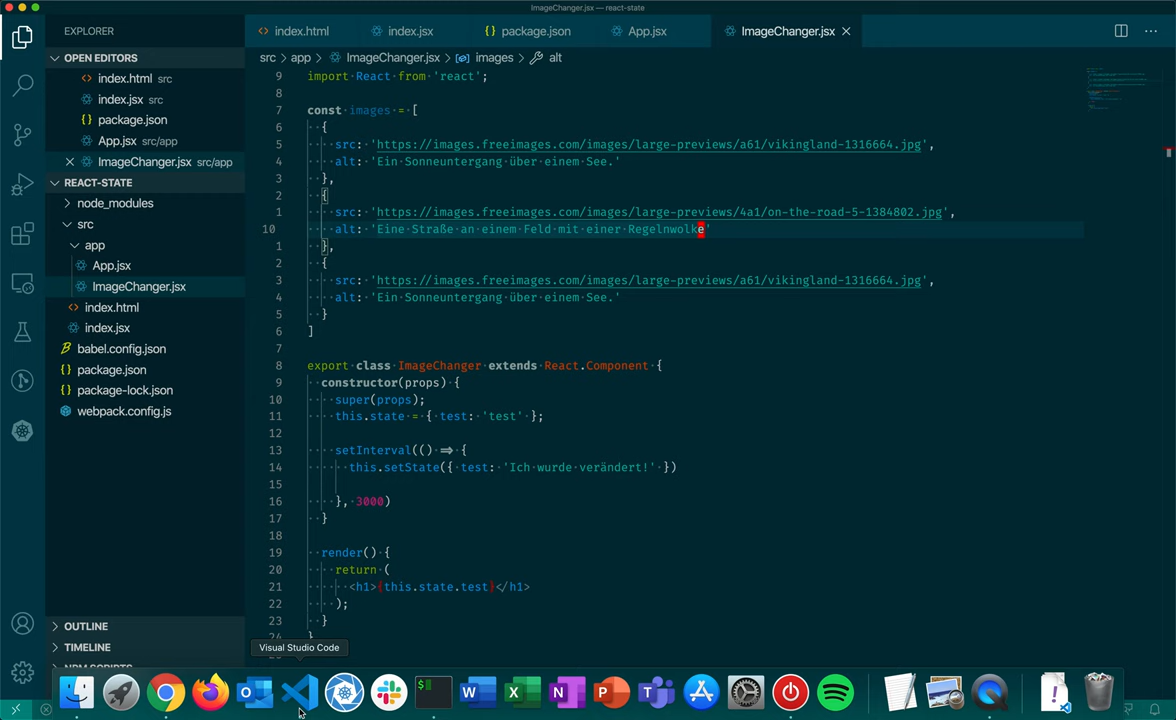 ImageChanger.jsx — react-state
EXPLORER
index.html
index.jsx
package.json
App.jsx
ImageChanger.jsx
OPEN EDITORS
index.html src
index.jsx src
package.json
App.jsx src/app
ImageChanger.jsx src/app
REACT-STATE
node_modules
src
app
App.jsx
ImageChanger.jsx
index.html
index.jsx
babel.config.json
package.json
package-lock.json
webpack.config.js
OUTLINE
TIMELINE
NPM SCRIPTS
src > app > ImageChanger.jsx > images > alt
9 import React from 'react';
8
7 const images = [
6 {
5 src: 'https://images.freeimages.com/images/large-previews/a61/vikingland-1316664.jpg',
4 alt: 'Ein Sonneuntergang über einem See.'
3 },
2 {
1 src: 'https://images.freeimages.com/images/large-previews/4a1/on-the-road-5-1384802.jpg',
10 alt: 'Eine Straße an einem Feld mit einer Regelnwolke'
1 },
2 {
3 src: 'https://images.freeimages.com/images/large-previews/a61/vikingland-1316664.jpg',
4 alt: 'Ein Sonneuntergang über einem See.'
5 }
6 ]
7
8 export class ImageChanger extends React.Component {
9 constructor(props) {
10 super(props);
11 this.state = { test: 'test' };
12
13 setInterval(() => {
14 this.setState({ test: 'Ich wurde verändert!' })
15
16 }, 3000)
17 }
18
19 render() {
20 return (
21 <h1>{this.state.test}</h1>
22 );
23 }
24 }
Visual Studio Code